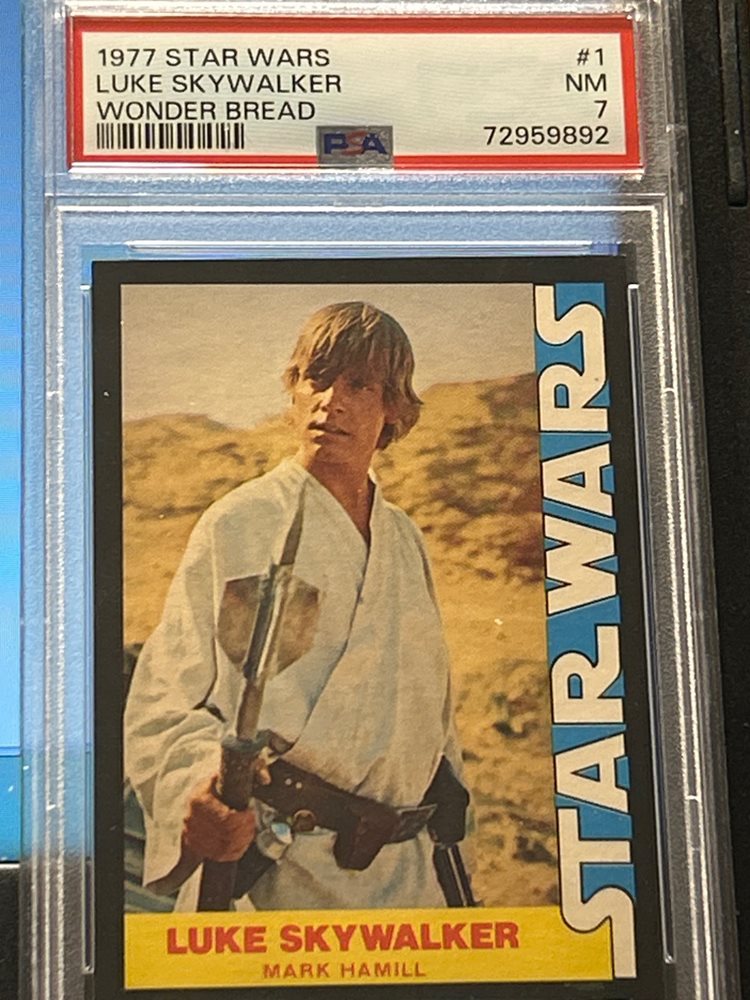 1977 STAR WARS #1
LUKE SKYWALKER NM
WONDER BREAD 7
PSA 72959892
STAR WARS
LUKE SKYWALKER
MARK HAMILL